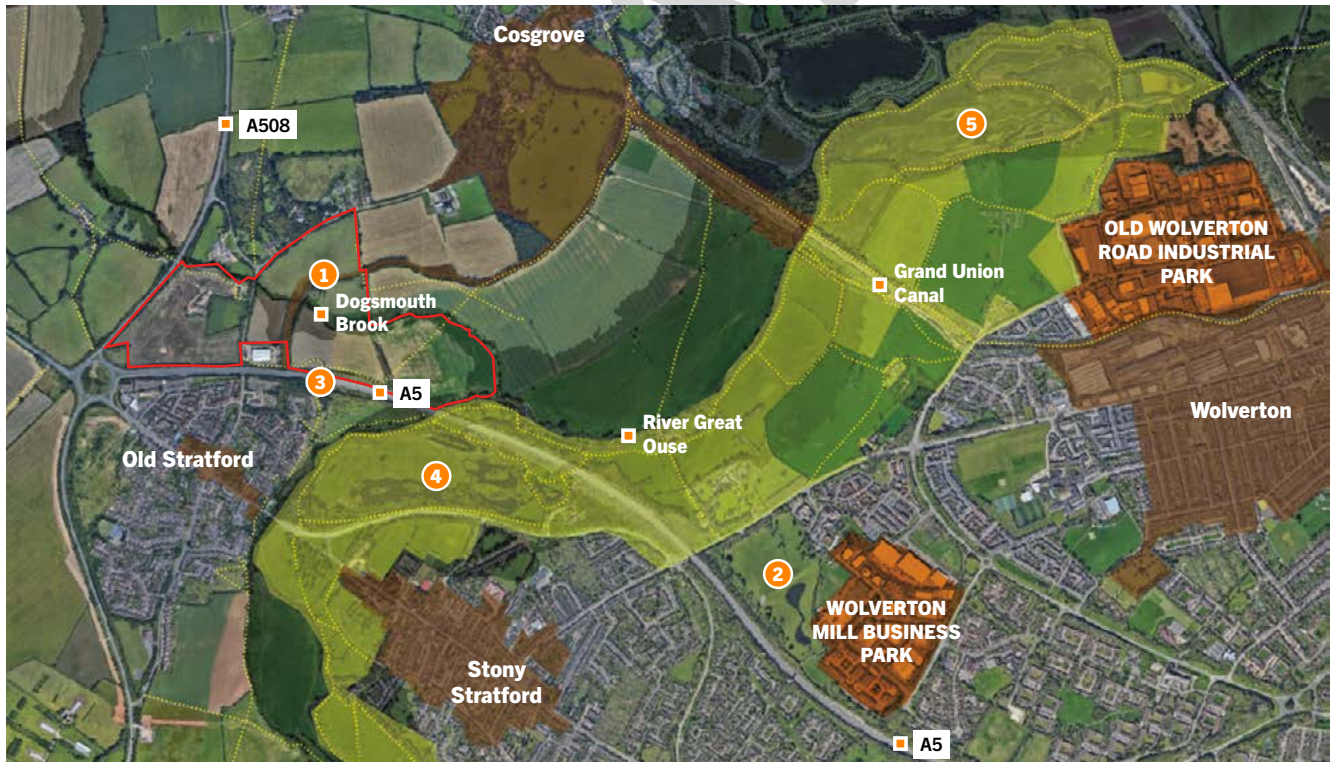 Cosgrove
A508
5
OLD WOLVERTON
ROAD INDUSTRIAL
PARK
1
Grand Union
Canal
Dogsmouth
Brook
3
A5
Wolverton
River Great
Ouse
Old Stratford
4
2
WOLVERTON
MILL BUSINESS
PARK
Stony
Stratford
A5